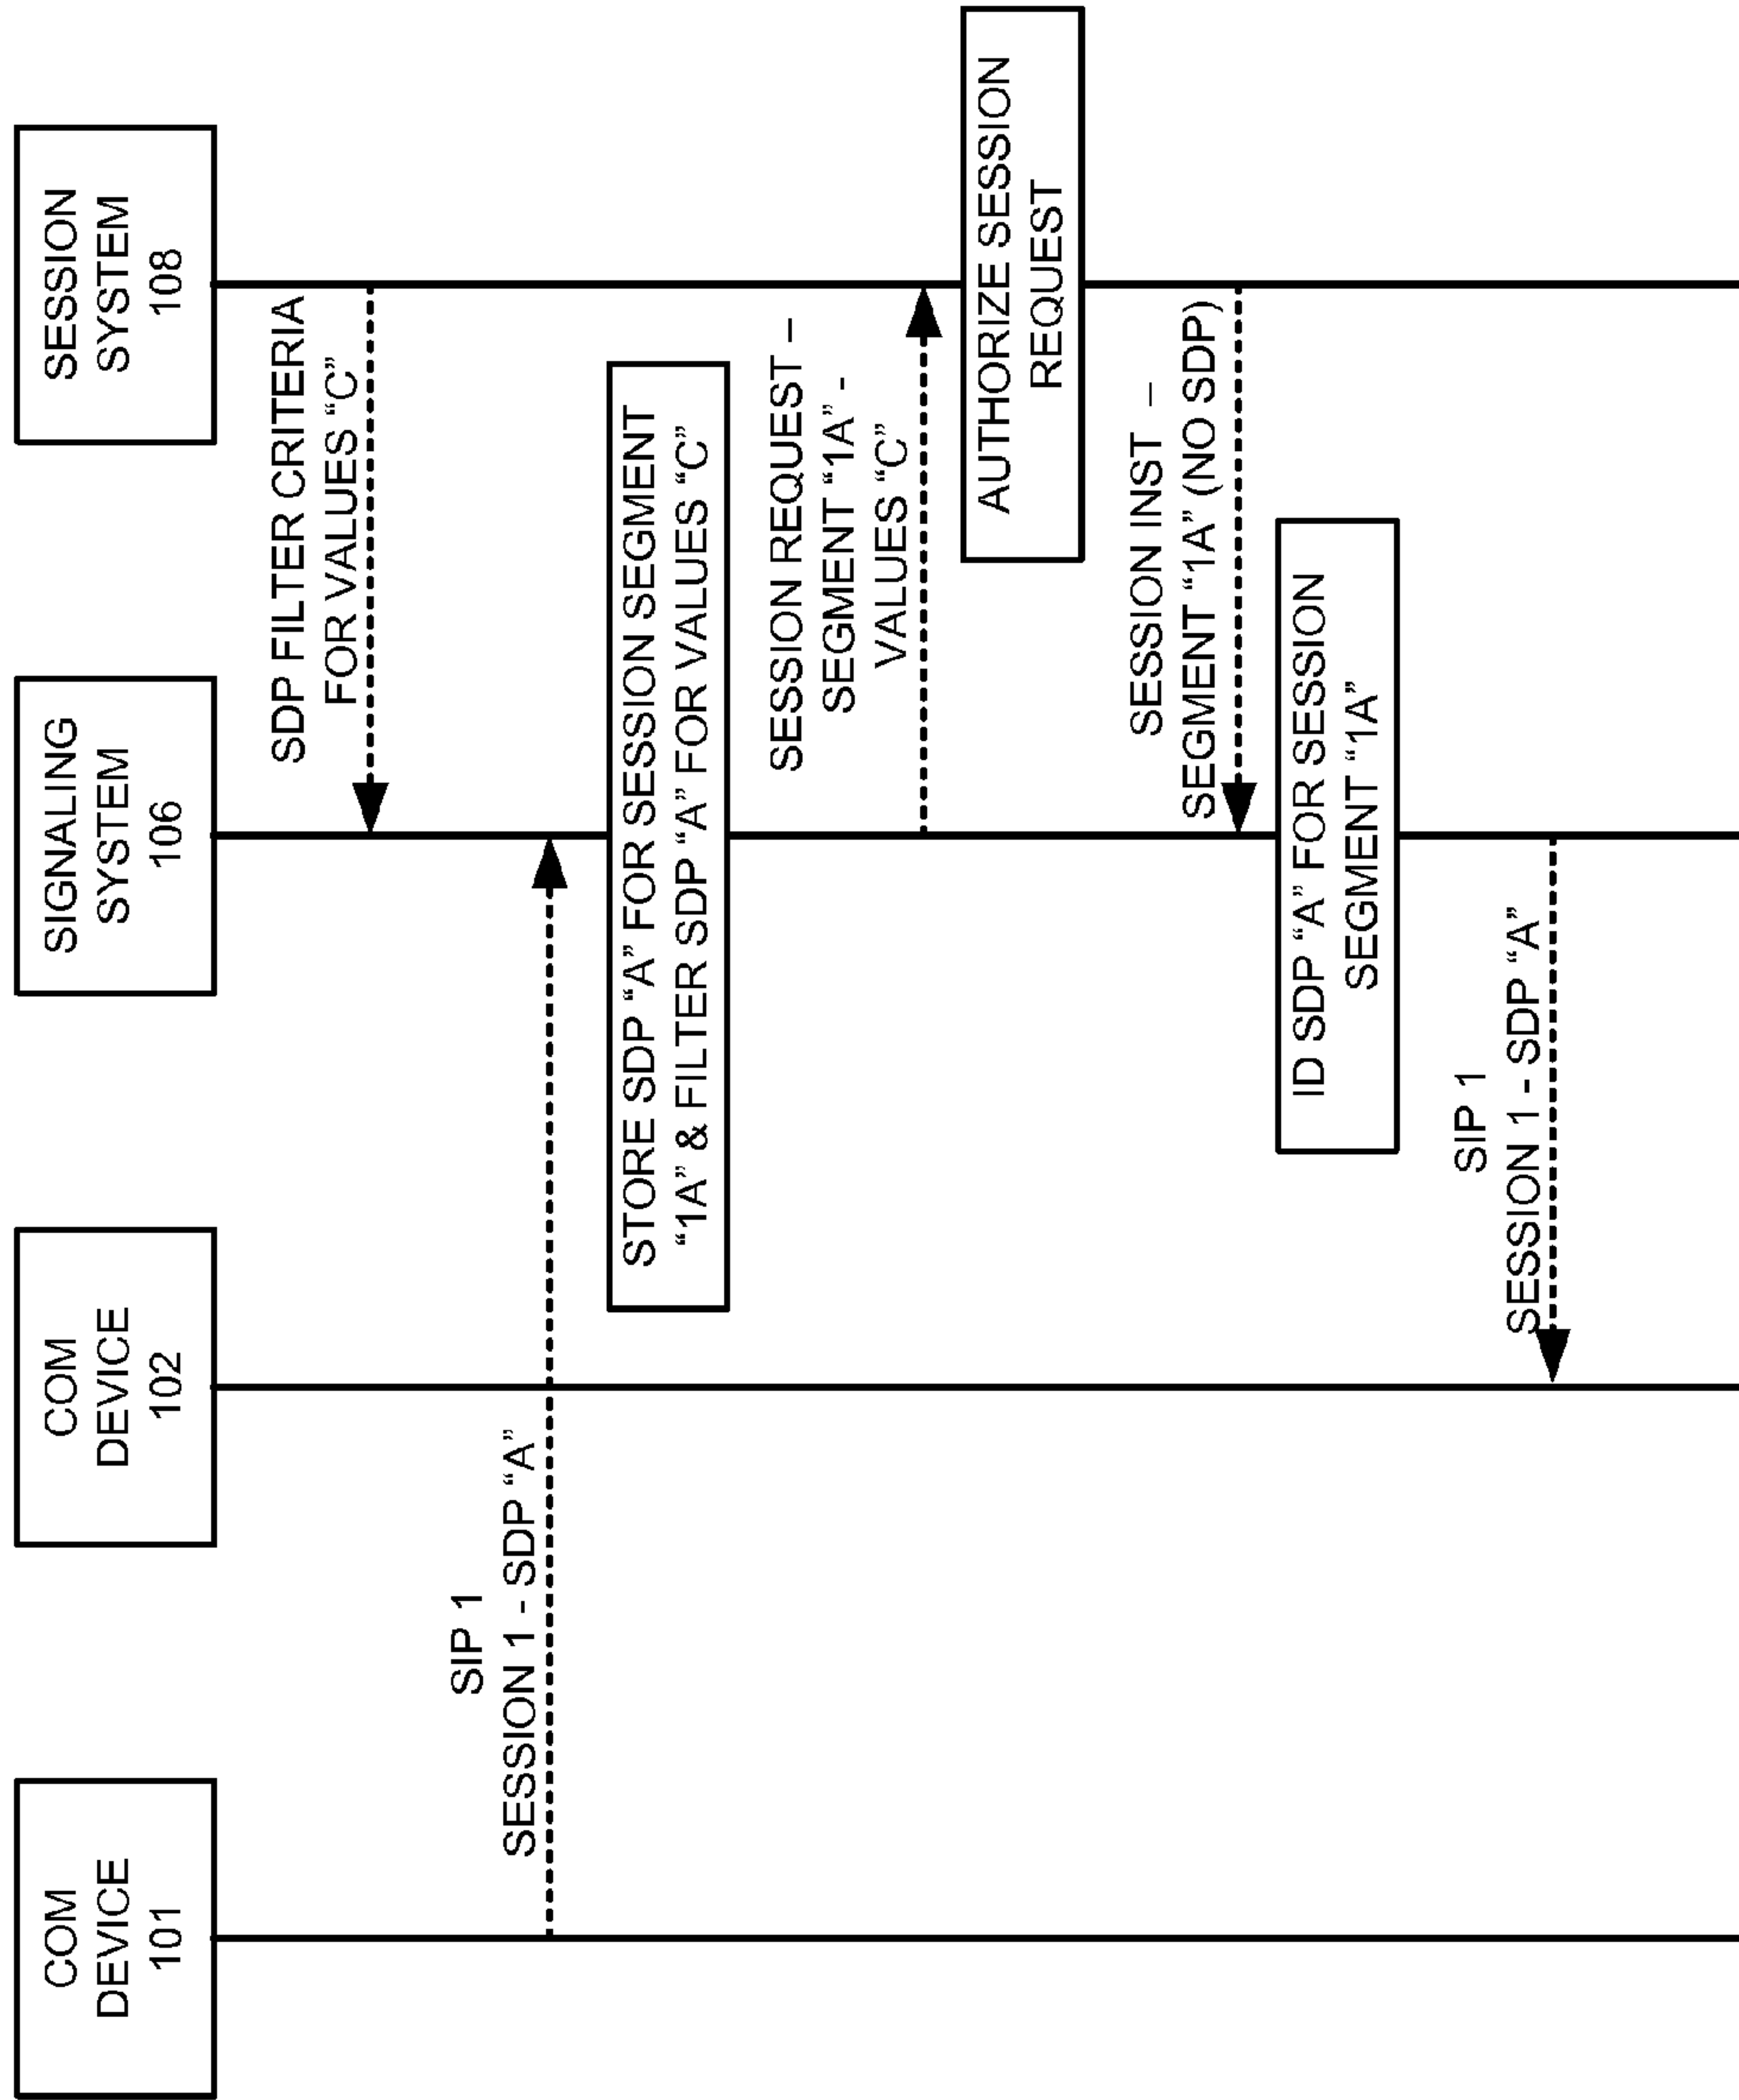 COM
DEVICE
101
COM
DEVICE
102
SIGNALING
SYSTEM
106
SESSION
SYSTEM
108
SDP FILTER CRITERIA
FOR VALUES “C”
SIP 1
SESSION 1 - SDP “A”
STORE SDP “A” FOR SESSION SEGMENT
“1A” & FILTER SDP “A” FOR VALUES “C”
SESSION REQUEST –
SEGMENT “1A” -
VALUES “C”
AUTHORIZE SESSION
REQUEST
SESSION INST –
SEGMENT “1A” (NO SDP)
ID SDP “A” FOR SESSION
SEGMENT “1A”
SIP 1
SESSION 1 - SDP “A”